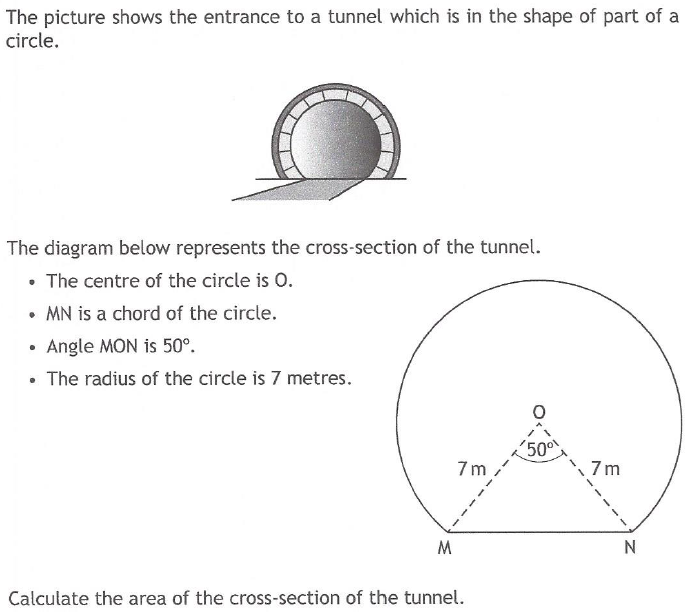 The picture shows the entrance to a tunnel which is in the shape of part of a
circle.
The diagram below represents the cross-section of the tunnel.
• The centre of the circle is O.
• MN is a chord of the circle.
• Angle MON is 50°.
• The radius of the circle is 7 metres.
O
50°
7 m
7 m
M
N
Calculate the area of the cross-section of the tunnel.